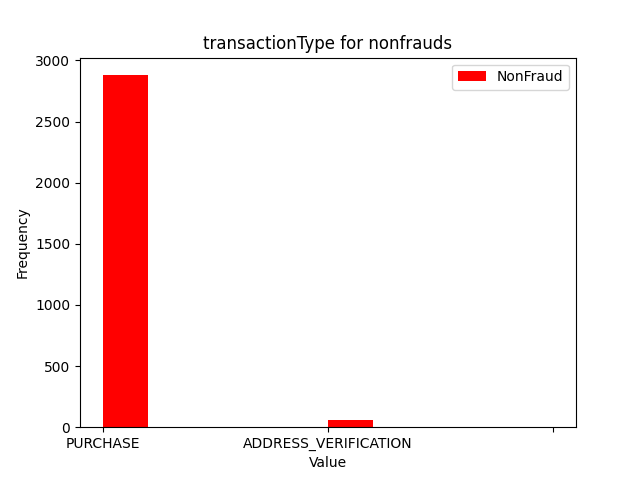 transactionType for nonfrauds
NonFraud
3000
2500
2000
1500
1000
500
0
Frequency
PURCHASE
ADDRESS_VERIFICATION
Value